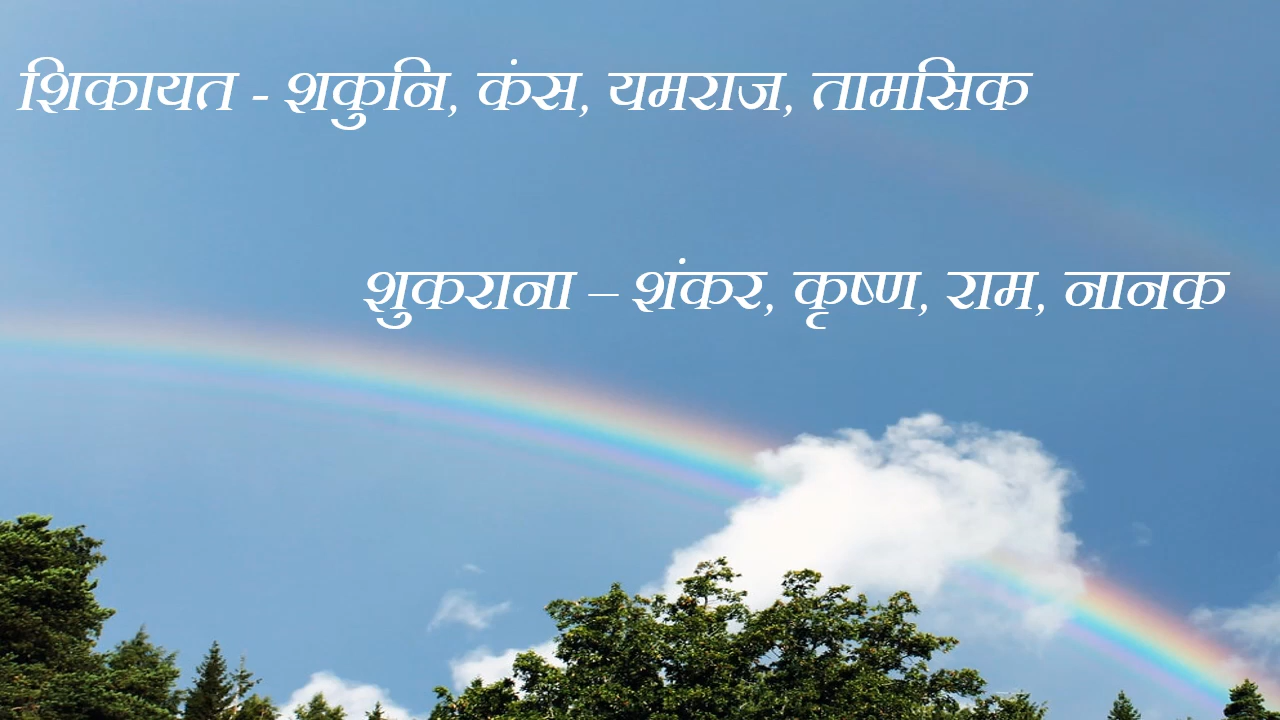 शिकायत - शकुनि, कंस, यमराज, तामसिक
शुकराना – शंकर, कृष्ण, राम, नानक